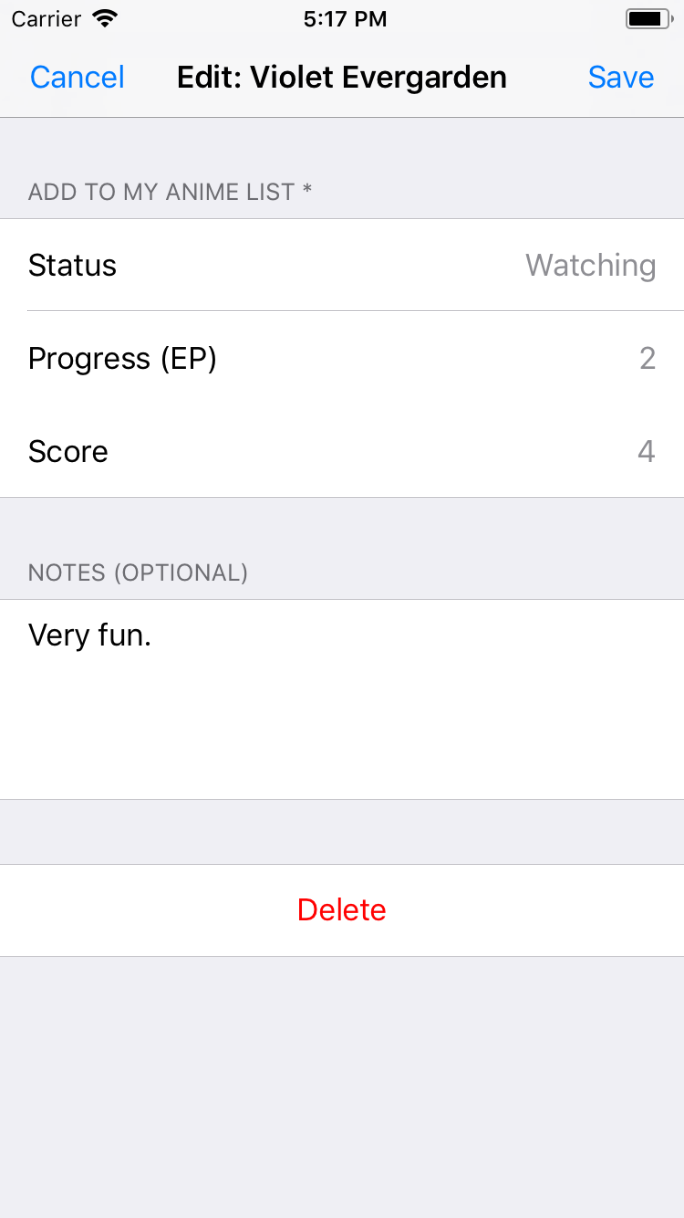 Carrier 5:17 PM
Cancel Edit: Violet Evergarden Save
ADD TO MY ANIME LIST *
Status Watching
Progress (EP) 2
Score 4
NOTES (OPTIONAL)
Very fun.
Delete